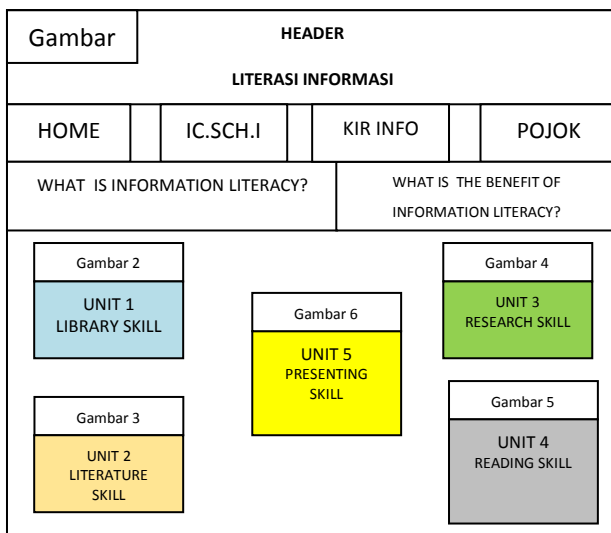 Gambar
HEADER
LITERASI INFORMASI
HOME
IC.SCH.I
KIR INFO
POJOK
WHAT IS INFORMATION LITERACY?
WHAT IS THE BENEFIT OF
INFORMATION LITERACY?
Gambar 2
UNIT 1
LIBRARY SKILL
Gambar 4
UNIT 3
RESEARCH SKILL
Gambar 6
UNIT 5
PRESENTING
SKILL
Gambar 3
UNIT 2
LITERATURE
SKILL
Gambar 5
UNIT 4
READING SKILL